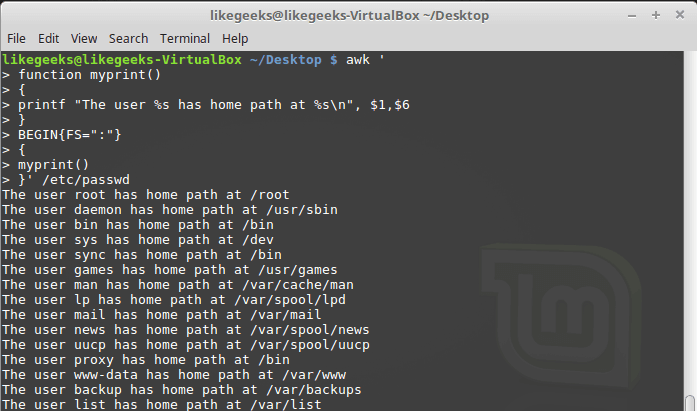 likegeeks@likegeeks-VirtualBox ~/Desktop
File Edit View Search Terminal Help
likegeeks@likegeeks-VirtualBox ~/Desktop $ awk '
> function myprint()
> {
> printf "The user %s has home path at %s\n", $1,$6
> }
> BEGIN{FS=":"}
> {
> myprint()
> }' /etc/passwd
The user root has home path at /root
The user daemon has home path at /usr/sbin
The user bin has home path at /bin
The user sys has home path at /dev
The user sync has home path at /bin
The user games has home path at /usr/games
The user man has home path at /var/cache/man
The user lp has home path at /var/spool/lpd
The user mail has home path at /var/mail
The user news has home path at /var/spool/news
The user uucp has home path at /var/spool/uucp
The user proxy has home path at /bin
The user www-data has home path at /var/www
The user backup has home path at /var/backups
The user list has home path at /var/list